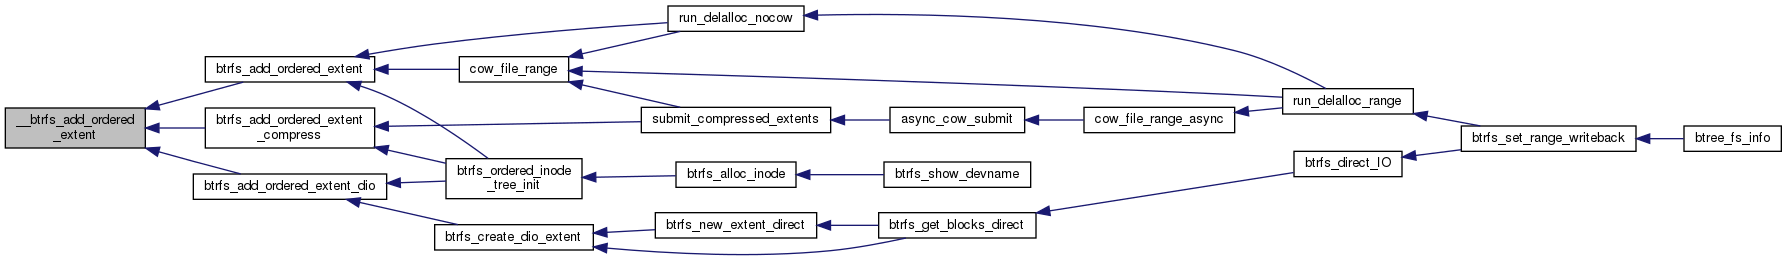 run_delalloc_nocow
btrfs_add_ordered_extent
cow_file_range
run_delalloc_range
__btrfs_add_ordered
_extent
btrfs_add_ordered_extent
_compress
submit_compressed_extents
async_cow_submit
cow_file_range_async
btrfs_set_range_writeback
btree_fs_info
btrfs_direct_IO
btrfs_add_ordered_extent_dio
btrfs_ordered_inode
_tree_init
btrfs_alloc_inode
btrfs_show_devname
btrfs_create_dio_extent
btrfs_new_extent_direct
btrfs_get_blocks_direct